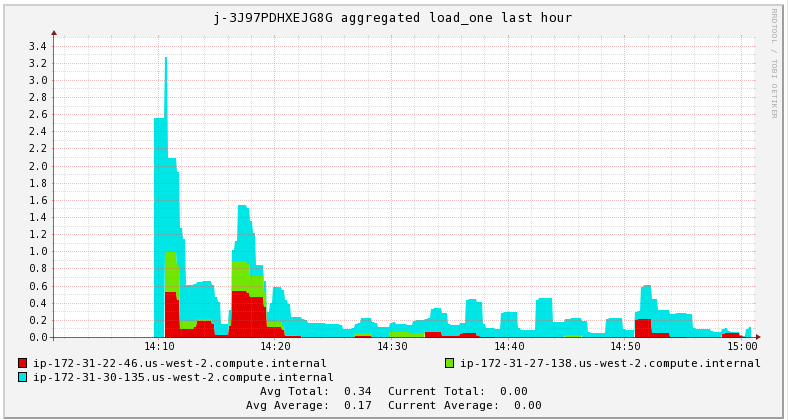 j-3J97PDHXEJG8G aggregated load_one last hour
RRDTOOL / TOBI OETIKER
3.4
3.2
3.0
2.8
2.6
2.4
2.2
2.0
1.8
1.6
1.4
1.2
1.0
0.8
0.6
0.4
0.2
0.0
14:10 14:20 14:30 14:40 14:50 15:00
ip-172-31-22-46.us-west-2.compute.internal ip-172-31-27-138.us-west-2.compute.internal
ip-172-31-30-135.us-west-2.compute.internal
Avg Total: 0.34 Current Total: 0.00
Avg Average: 0.17 Current Average: 0.00